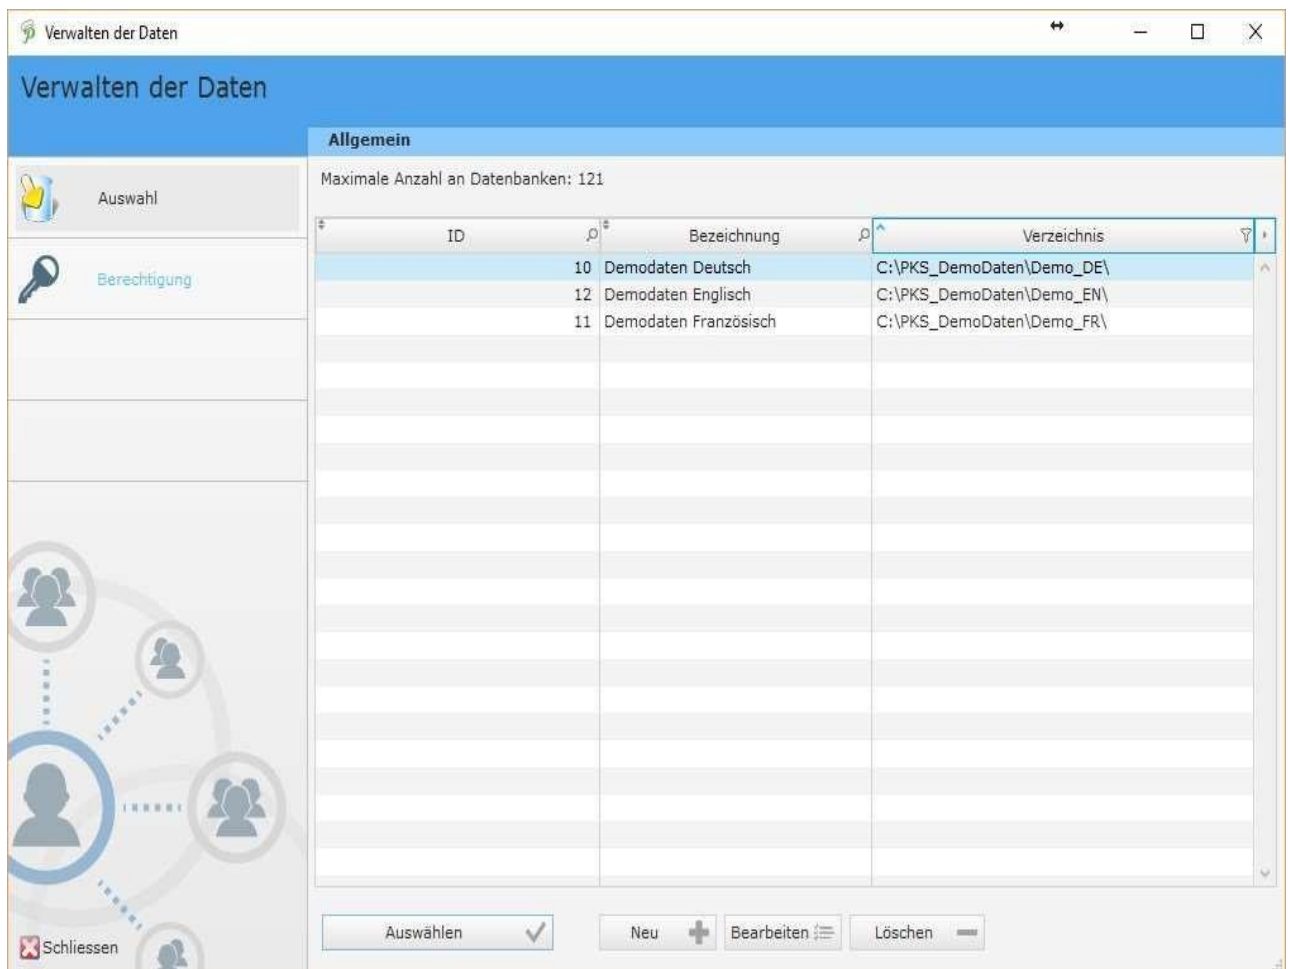 Verwalten der Daten
Verwalten der Daten
Allgemein
Auswahl
Berechtigung
Maximale Anzahl an Datenbanken: 121
ID Bezeichnung Verzeichnis
10 Demodaten Deutsch C:\PKS_DemoDaten\Demo_DE\
12 Demodaten Englisch C:\PKS_DemoDaten\Demo_EN\
11 Demodaten Französisch C:\PKS_DemoDaten\Demo_FR\
Auswählen Neu Bearbeiten Löschen
Schliessen